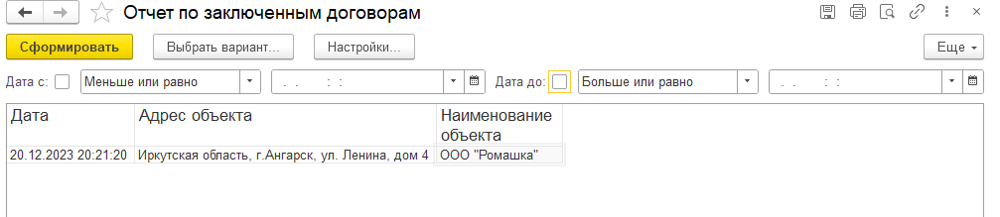 Отчет по заключенным договорам
Сформировать Выбрать вариант... Настройки... Еще
Дата с: Меньше или равно . . : : Дата до: Больше или равно . . : :
Дата Адрес объекта Наименование
объекта
20.12.2023 20:21:20 Иркутская область, г.Ангарск, ул. Ленина, дом 4 ООО "Ромашка"